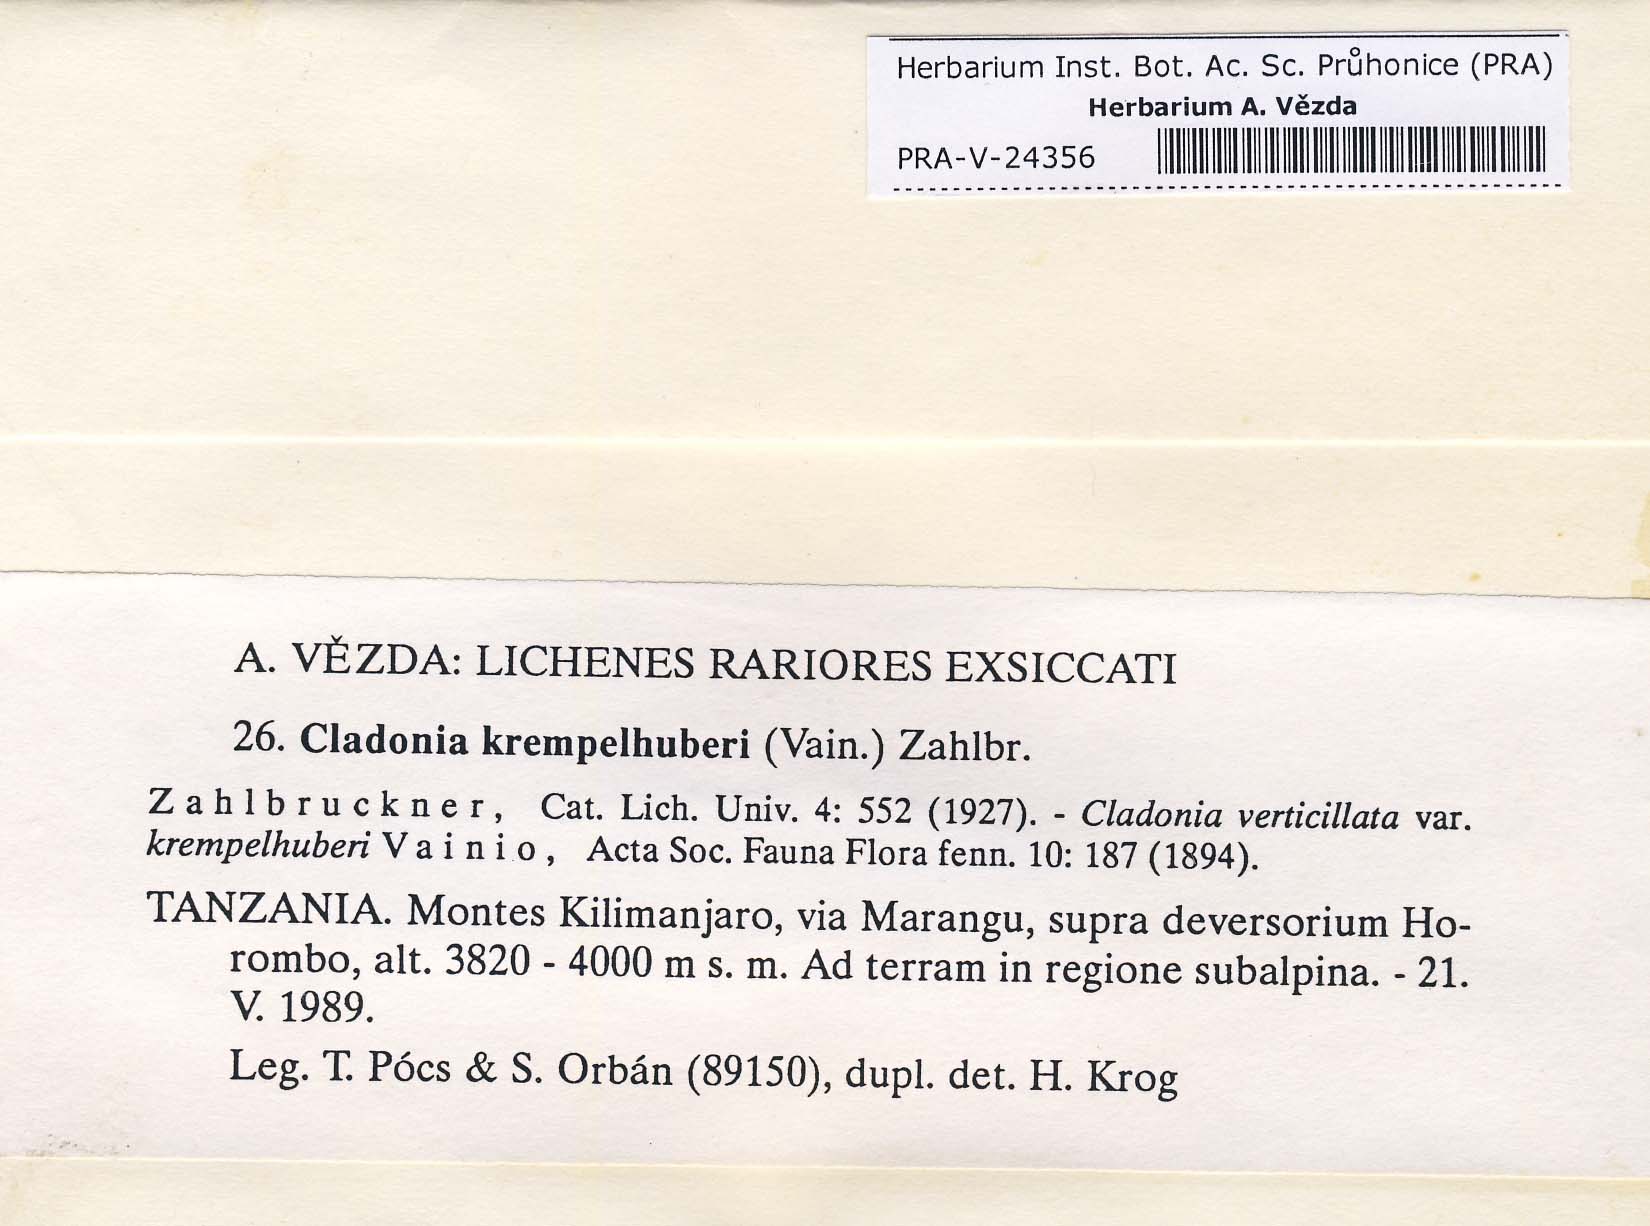 Herbarium Inst. Bot. Ac. Sc. Průhonice (PRA)
Herbarium A. Vězda
PRA-V-24356
A. VĚZDA: LICHENES RARIORES EXSICCATI
26. Cladonia krempelhuberi (Vain.) Zahlbr.
Zahlbruckner, Cat. Lich. Univ. 4: 552 (1927). - Cladonia verticillata var.
krempelhuberi Vainio, Acta Soc. Fauna Flora fenn. 10: 187 (1894).
TANZANIA. Montes Kilimanjaro, via Marangu, supra deversorium Ho-
rombo, alt. 3820 - 4000 m s. m. Ad terram in regione subalpina. - 21.
V. 1989.
Leg. T. Pócs & S. Orbán (89150), dupl. det. H. Krog